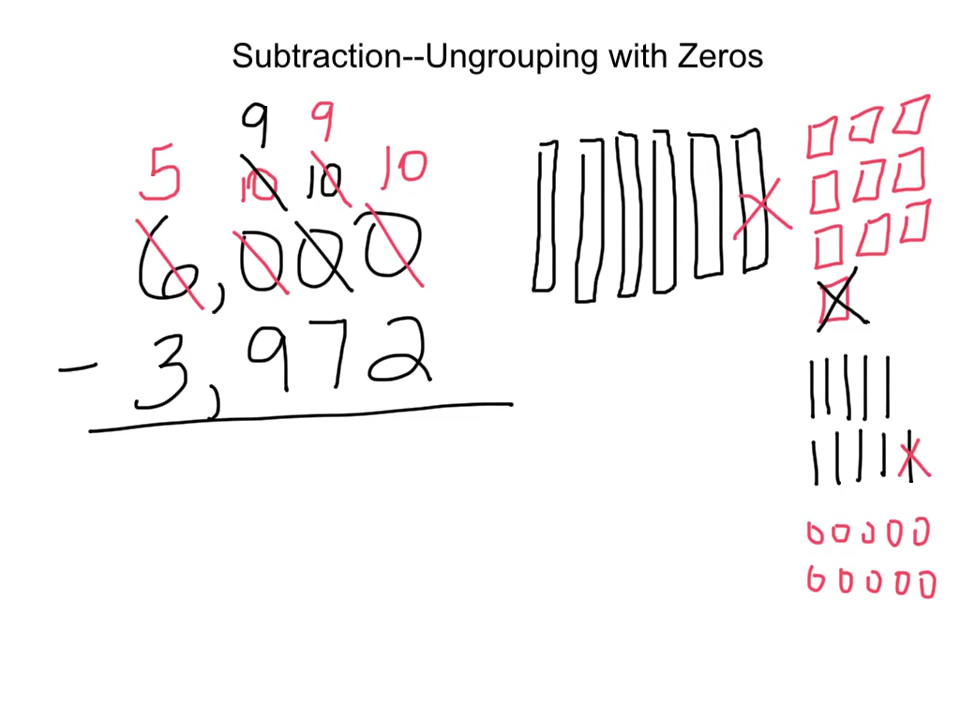 Subtraction--Ungrouping with Zeros
9 9
5 10 10 10
6,000
- 3,972